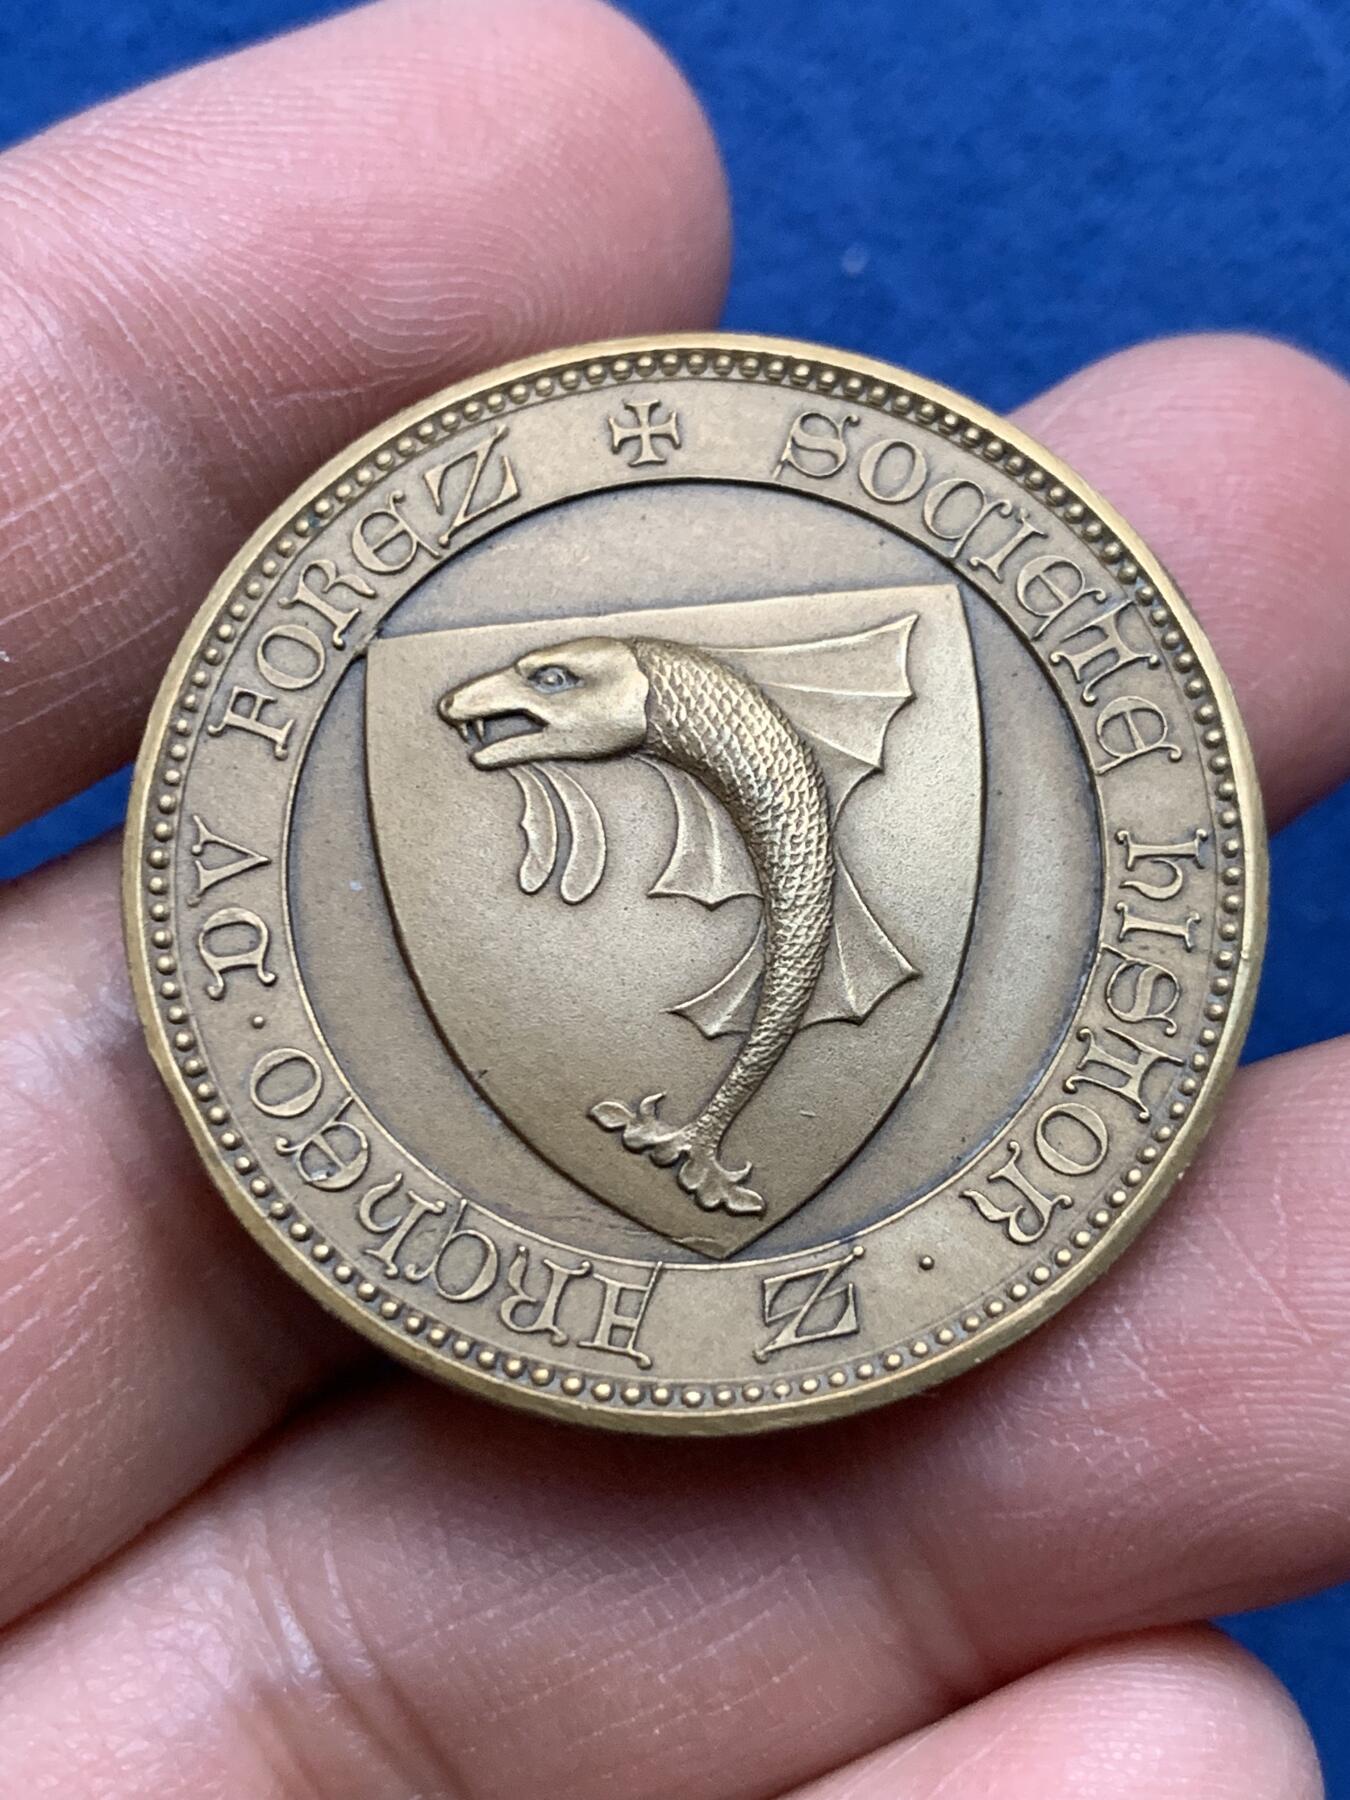 ✠ SOCIETE HISTOR · Z ARCHEO · DV FOREZ